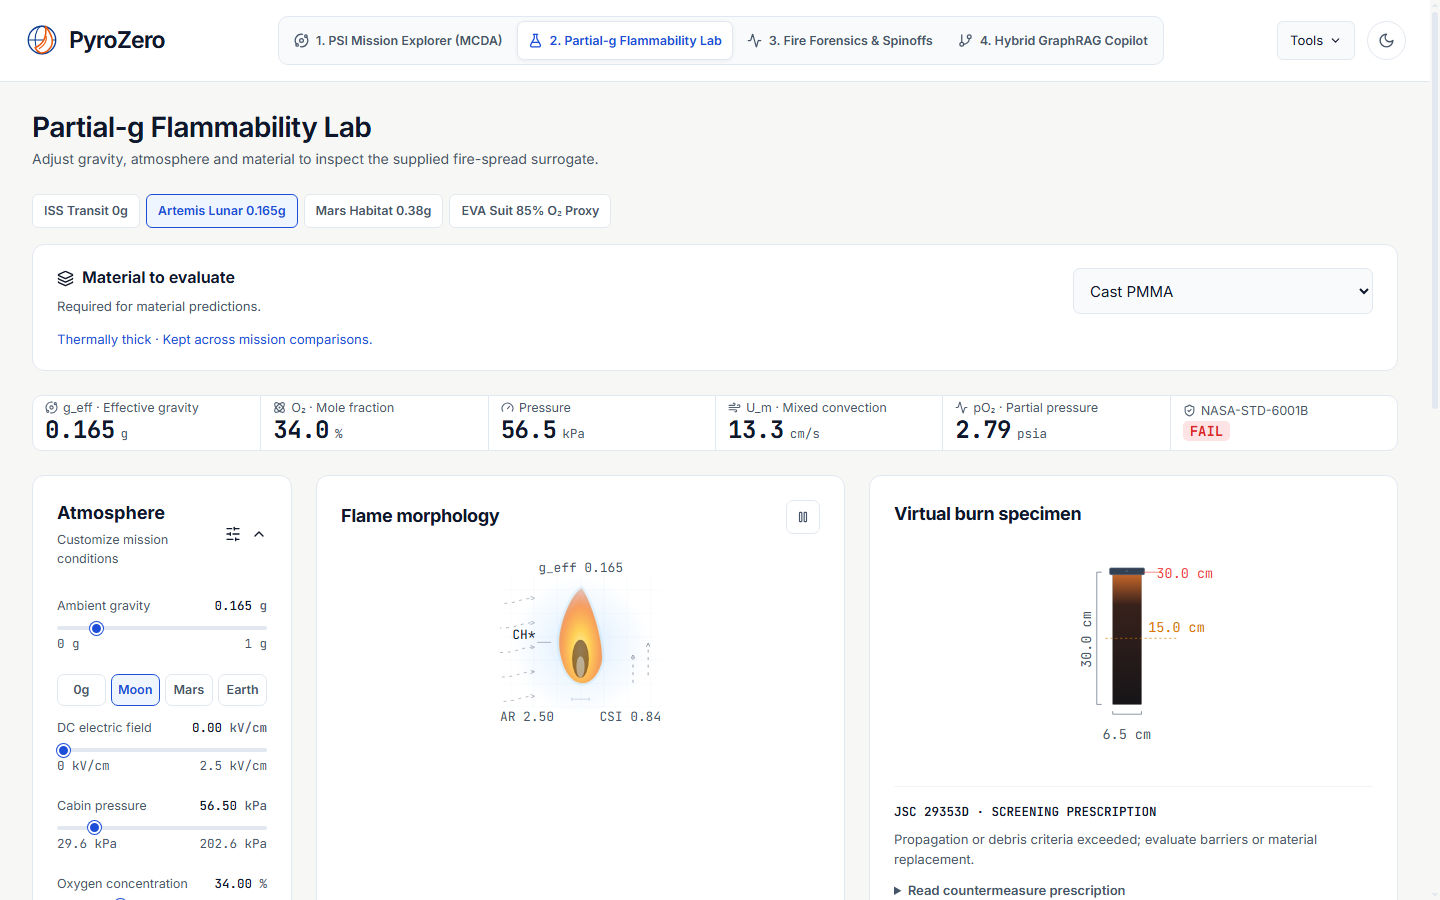 PyroZero
1. PSI Mission Explorer (MCDA)
2. Partial-g Flammability Lab
3. Fire Forensics & Spinoffs
4. Hybrid GraphRAG Copilot
Tools
Partial-g Flammability Lab
Adjust gravity, atmosphere and material to inspect the supplied fire-spread surrogate.
ISS Transit 0g
Artemis Lunar 0.165g
Mars Habitat 0.38g
EVA Suit 85% O₂ Proxy
Material to evaluate
Required for material predictions.
Thermally thick · Kept across mission comparisons.
Cast PMMA
g_eff · Effective gravity
0.165 g
O₂ · Mole fraction
34.0 %
Pressure
56.5 kPa
U_m · Mixed convection
13.3 cm/s
pO₂ · Partial pressure
2.79 psia
NASA-STD-6001B
FAIL
Atmosphere
Customize mission
conditions
Ambient gravity 0.165 g
0 g 1 g
0g Moon Mars Earth
DC electric field 0.00 kV/cm
0 kV/cm 2.5 kV/cm
Cabin pressure 56.50 kPa
29.6 kPa 202.6 kPa
Oxygen concentration 34.00 %
Flame morphology
g_eff 0.165
CH*
AR 2.50 CSI 0.84
Virtual burn specimen
30.0 cm
15.0 cm
30.0 cm
6.5 cm
JSC 29353D · SCREENING PRESCRIPTION
Propagation or debris criteria exceeded; evaluate barriers or material
replacement.
Read countermeasure prescription